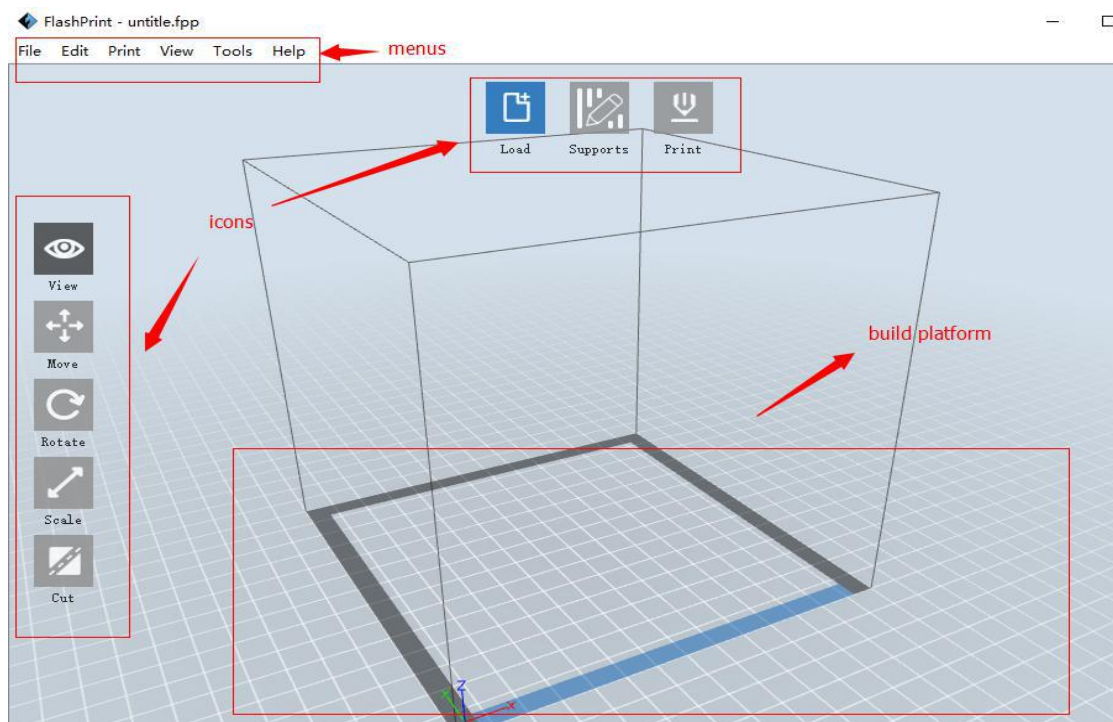 FlashPrint - untitle.fpp
File Edit Print View Tools Help
menus
Load Supports Print
icons
View
build platform
Move
Rotate
Scale
Cut
Z
Y
X